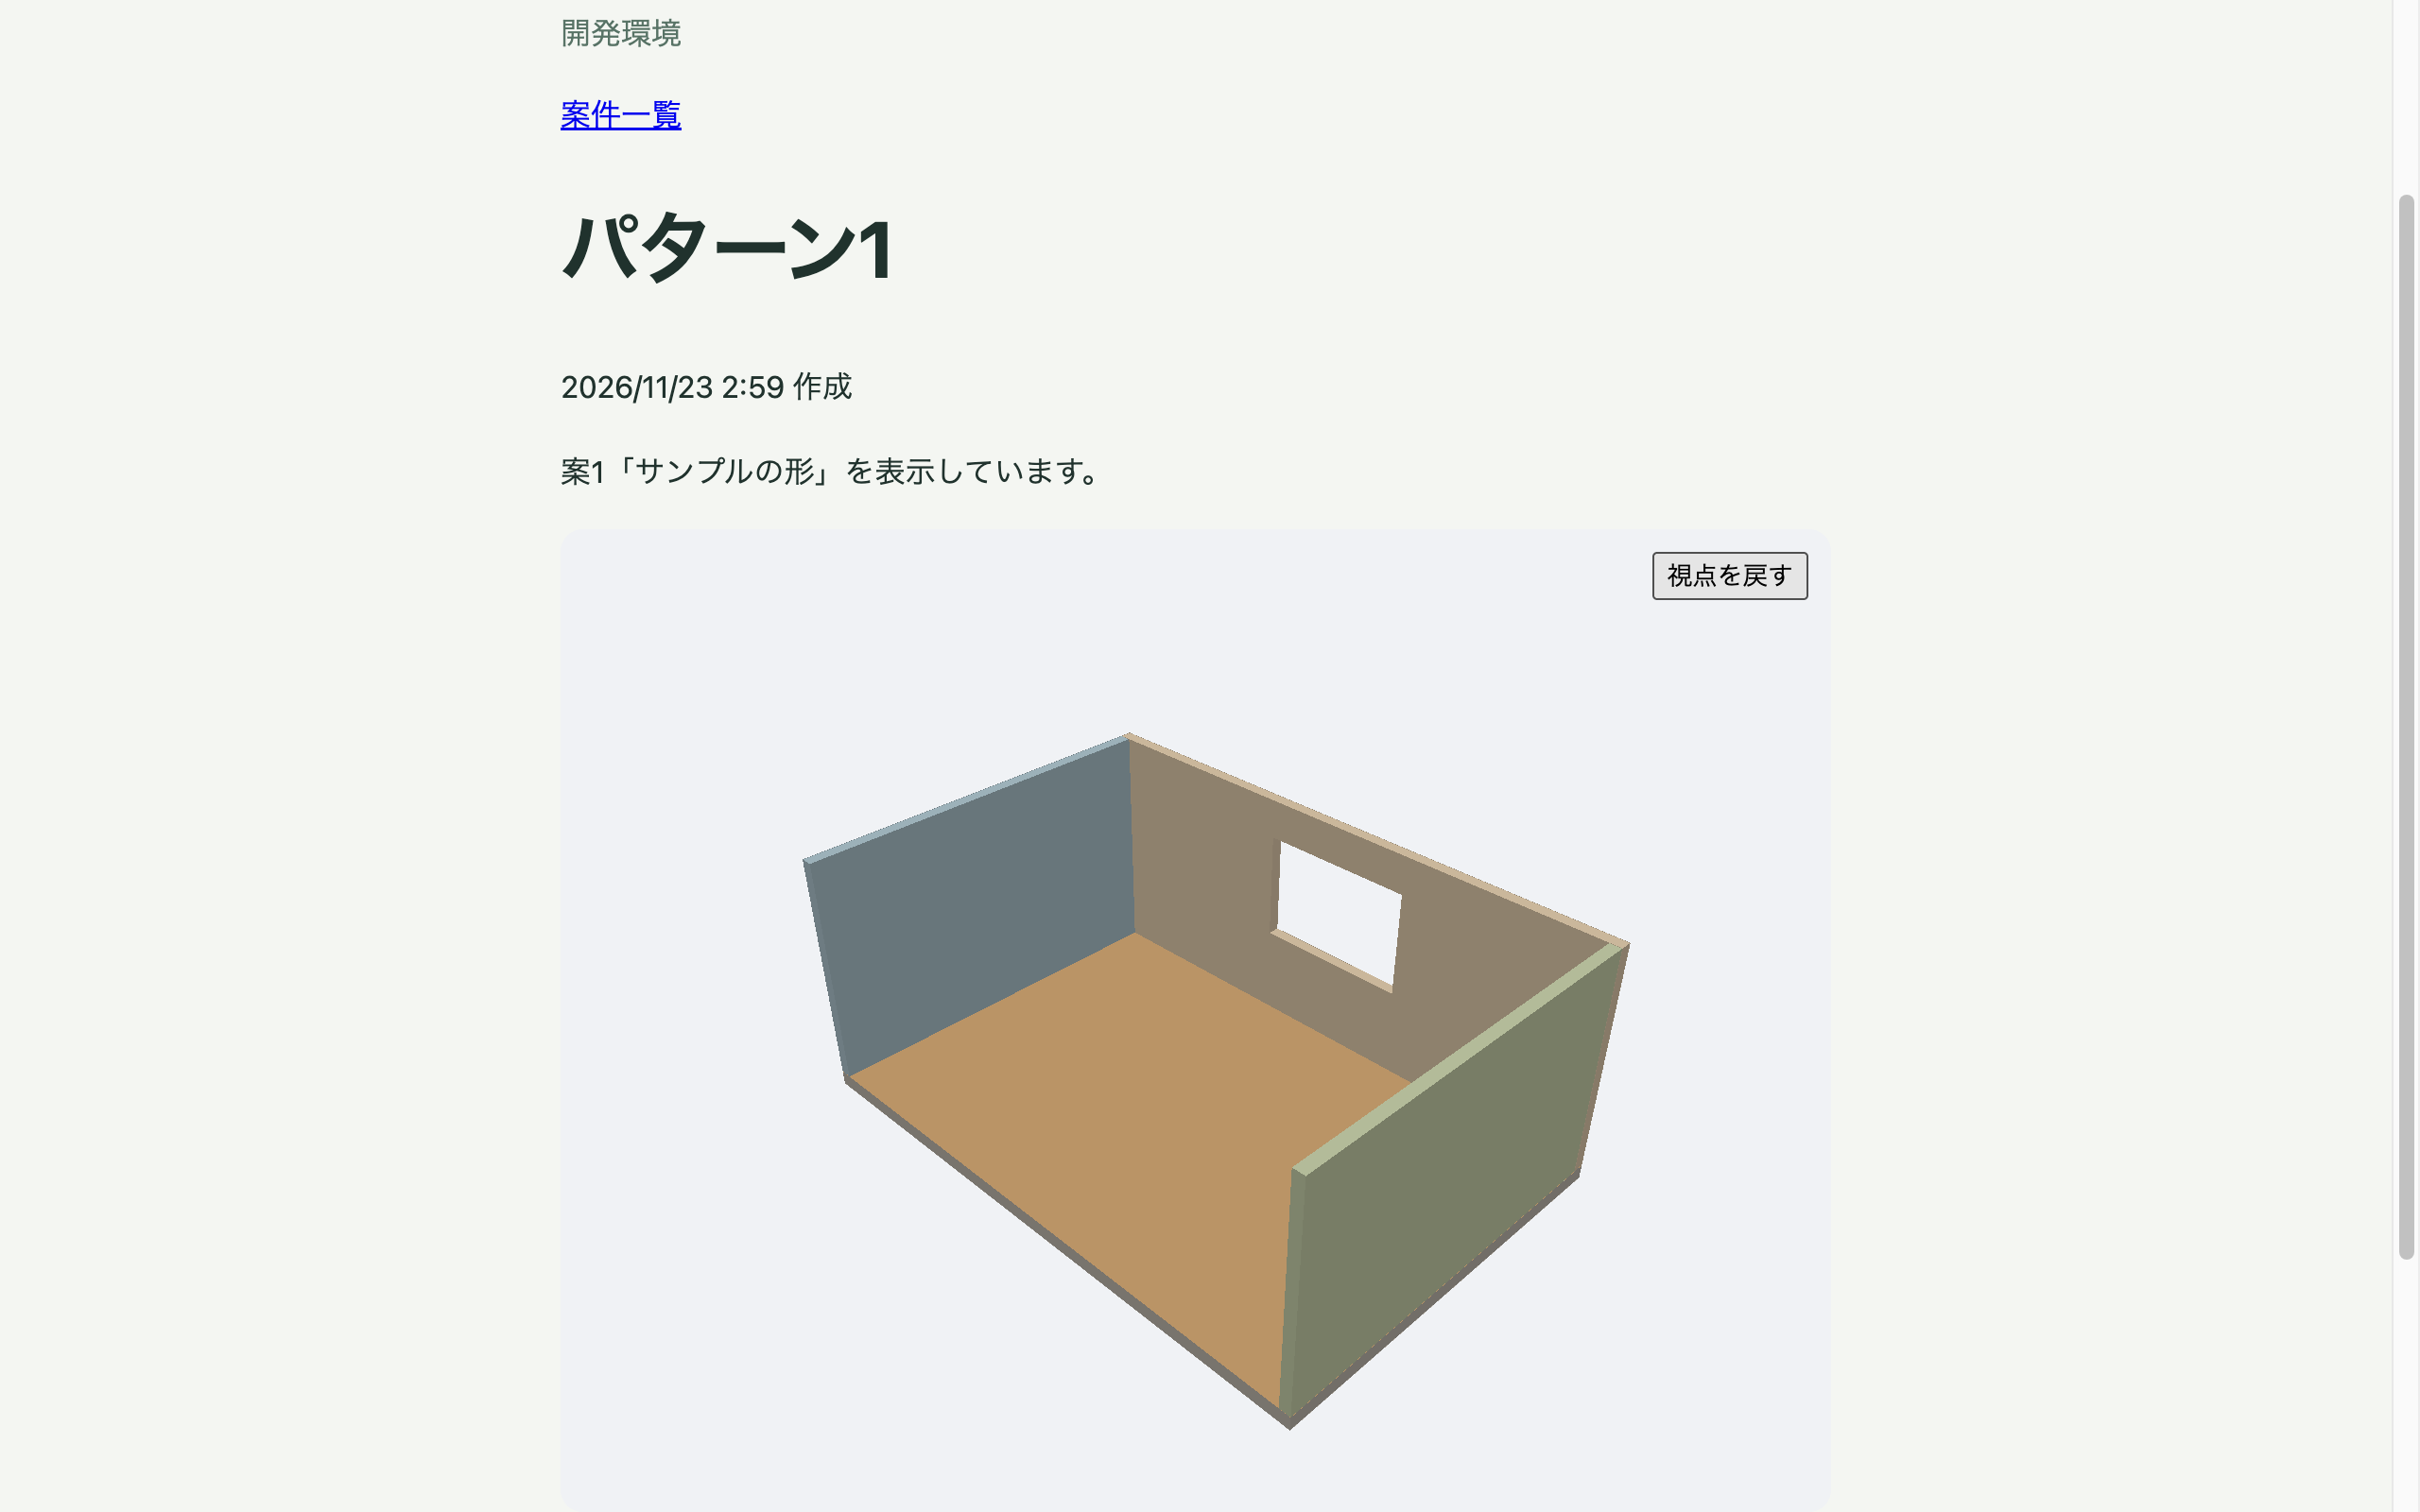 開発環境
案件一覧
パターン1
2026/11/23 2:59 作成
案1「サンプルの形」を表示しています。
視点を戻す